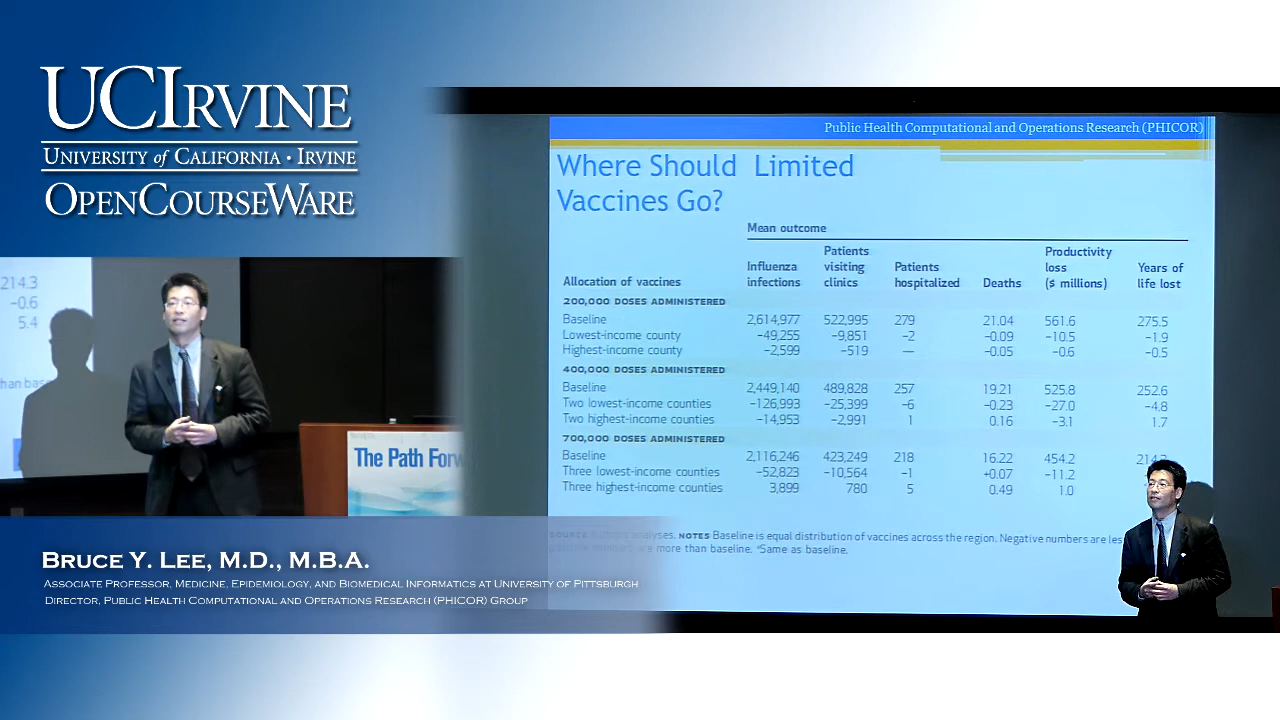 UCIRVINE
UNIVERSITY of CALIFORNIA • IRVINE
OPENCOURSEWARE
214.3
−0.6
5.4
than bas
The Path Forw
BRUCE Y. LEE, M.D., M.B.A.
ASSOCIATE PROFESSOR, MEDICINE, EPIDEMIOLOGY, AND BIOMEDICAL INFORMATICS AT UNIVERSITY OF PITTSBURGH
DIRECTOR, PUBLIC HEALTH COMPUTATIONAL AND OPERATIONS RESEARCH (PHICOR) GROUP
Public Health Computational and Operations Research (PHICOR)
Where Should Limited
Vaccines Go?
Mean outcome
Allocation of vaccines Influenza infections Patients visiting clinics Patients hospitalized Deaths Productivity loss ($ millions) Years of life lost
200,000 DOSES ADMINISTERED
Baseline 2,614,977 522,995 279 21.04 561.6 275.5
Lowest-income county −49,255 −9,851 −2 −0.09 −10.5 −1.9
Highest-income county −2,599 −519 — −0.05 −0.6 −0.5
400,000 DOSES ADMINISTERED
Baseline 2,449,140 489,828 257 19.21 525.8 252.6
Two lowest-income counties −126,993 −25,399 −6 −0.23 −27.0 −4.8
Two highest-income counties −14,953 −2,991 1 0.16 −3.1 1.7
700,000 DOSES ADMINISTERED
Baseline 2,116,246 423,249 218 16.22 454.2 214.3
Three lowest-income counties −52,823 −10,564 −1 +0.07 −11.2
Three highest-income counties 3,899 780 5 0.49 1.0
analyses. NOTES Baseline is equal distribution of vaccines across the region. Negative numbers are les
more than baseline. Same as baseline.